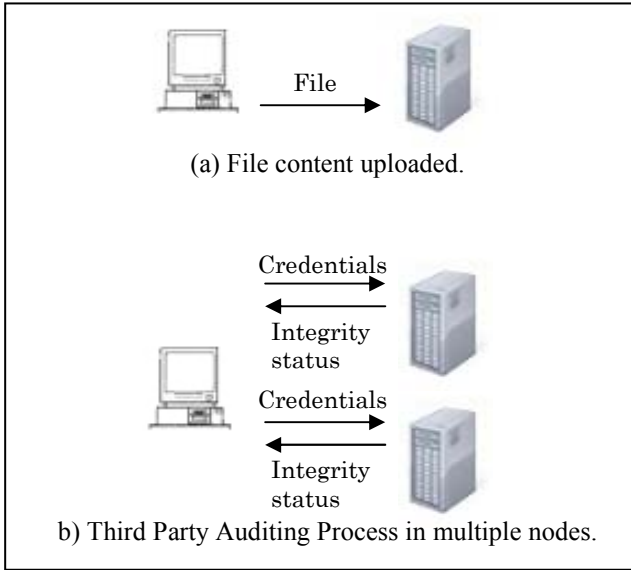 File
(a) File content uploaded.
Credentials
Integrity
status
Credentials
Integrity
status
b) Third Party Auditing Process in multiple nodes.